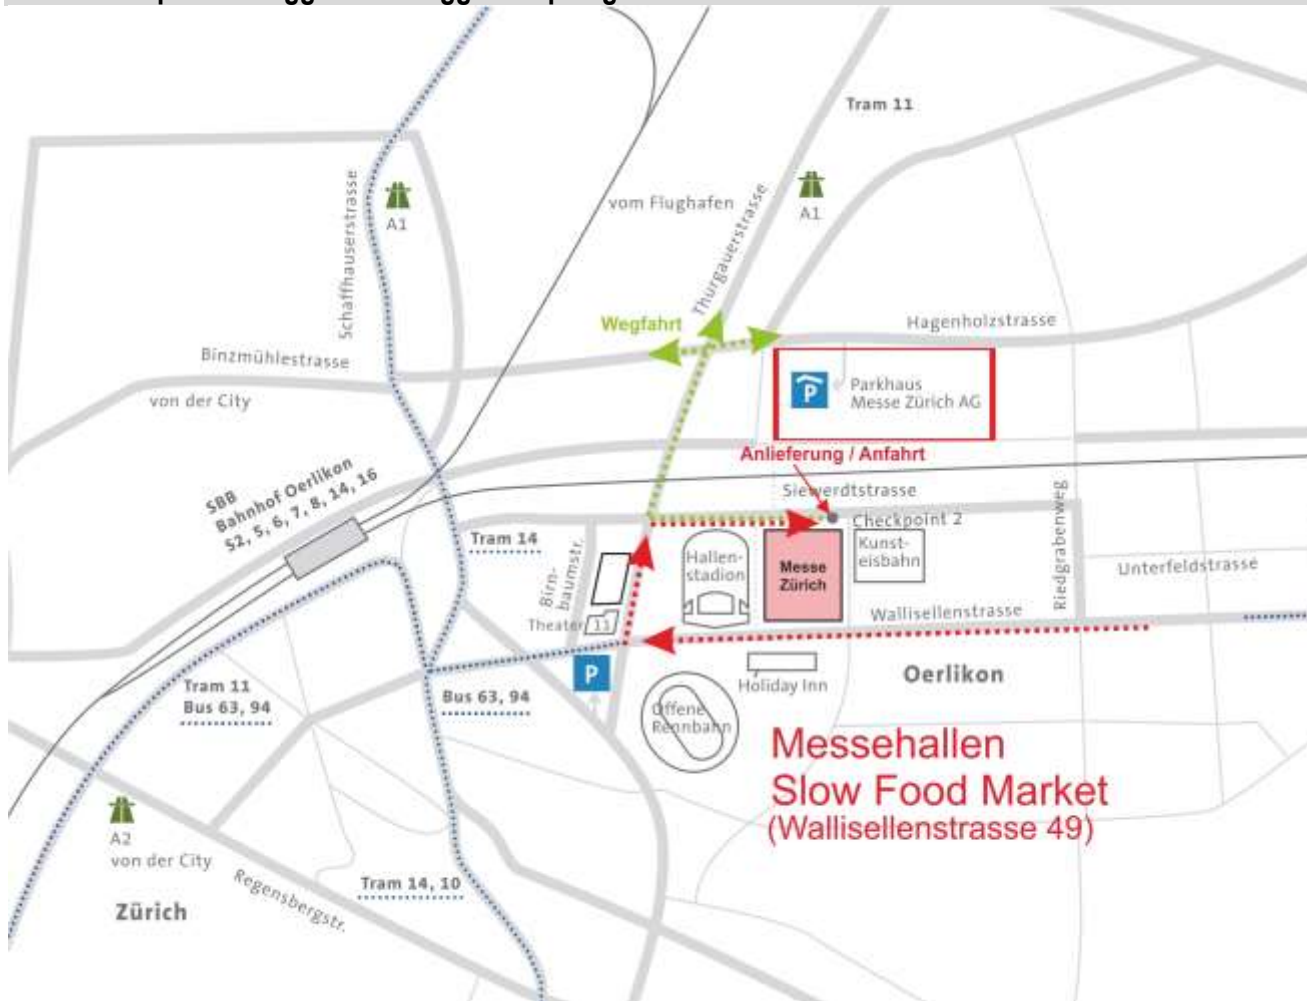 Tram 11
A1
vom Flughafen
Thurgauerstrasse
A1
Schaffhauserstrasse
Wegfahrt
Hagenholzstrasse
Binzmühlestrasse
von der City
P
Parkhaus
Messe Zürich AG
Anlieferung / Anfahrt
SBB
Bahnhof Oerlikon
S2, 5, 6, 7, 8, 14, 16
Siewerdtstrasse
Checkpoint 2
Tram 14
Birn-
baumstr.
Hallen-
stadion
Messe
Zürich
Kunst-
eisbahn
Riedgrabenweg
Unterfeldstrasse
Theater 11
Wallisellenstrasse
P
Holiday Inn
Oerlikon
Tram 11
Bus 63, 94
Bus 63, 94
Offene
Rennbahn
Messehallen
Slow Food Market
(Wallisellenstrasse 49)
A2
von der City
Regensbergstr.
Tram 14, 10
Zürich